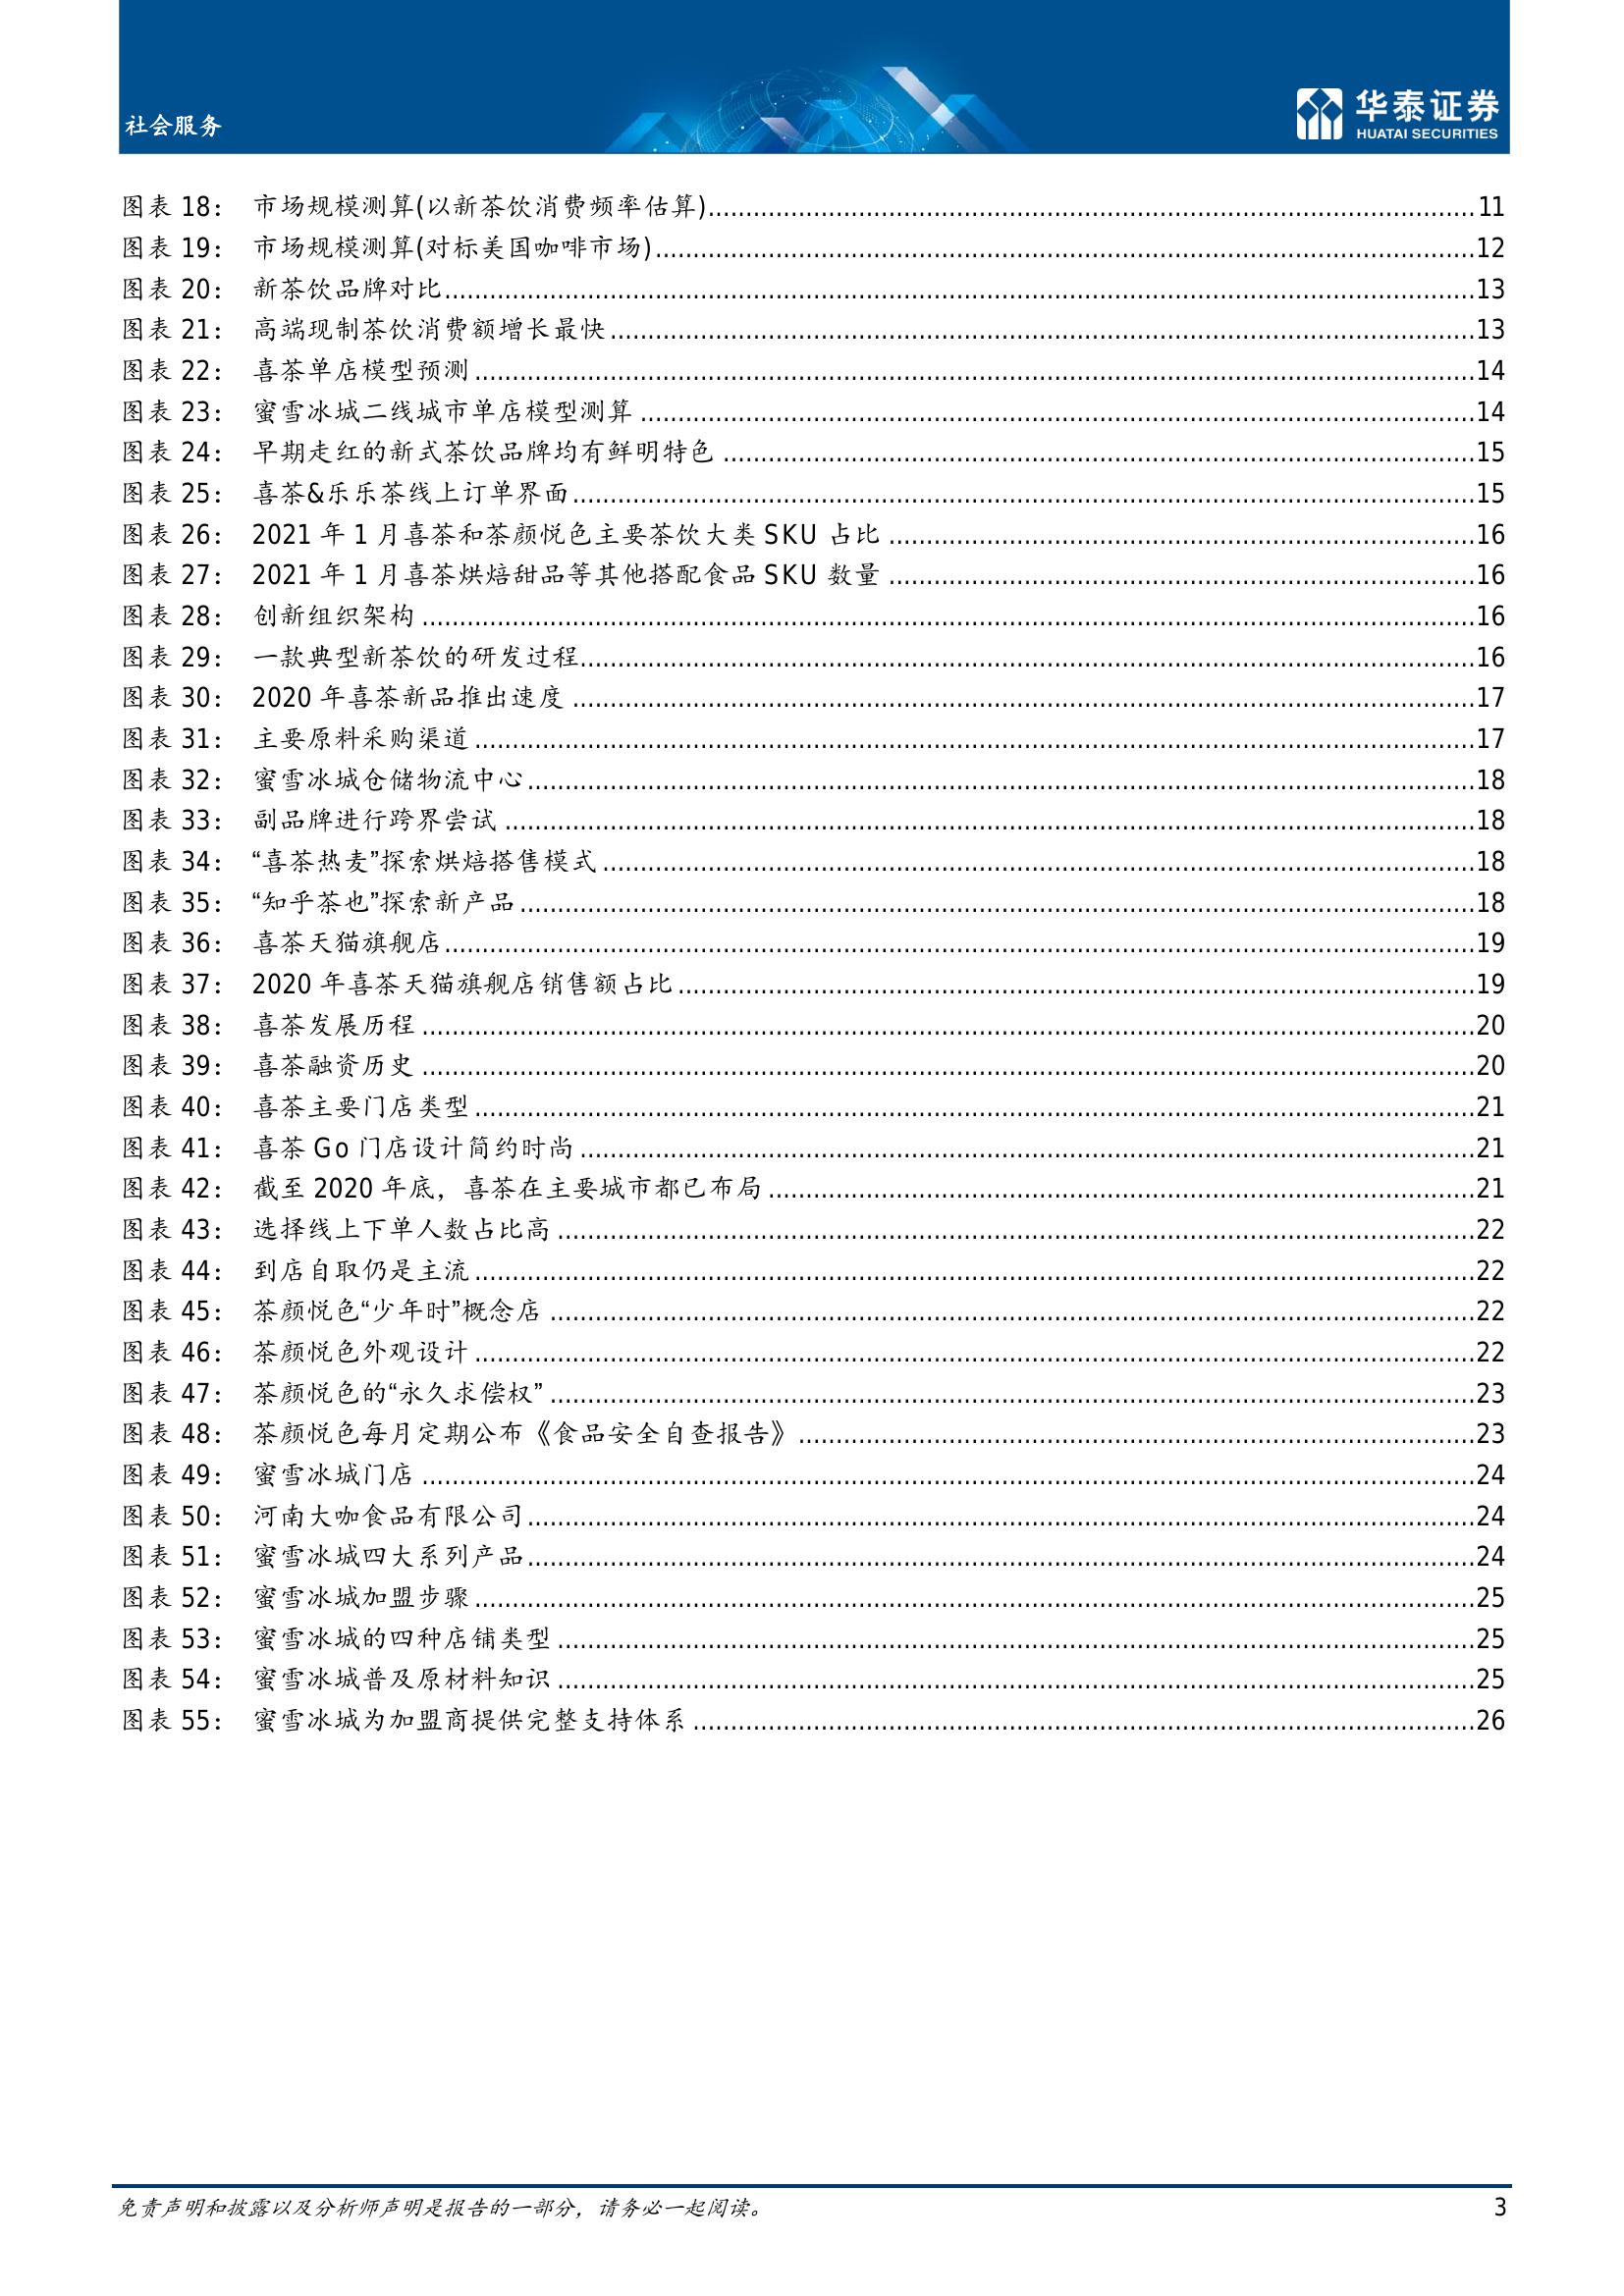 社会服务
华泰证券
HUATAI SECURITIES
图表 18： 市场规模测算(以新茶饮消费频率估算)....................11
图表 19： 市场规模测算(对标美国咖啡市场)....................12
图表 20： 新茶饮品牌对比....................13
图表 21： 高端现制茶饮消费额增长最快....................13
图表 22： 喜茶单店模型预测....................14
图表 23： 蜜雪冰城二线城市单店模型测算....................14
图表 24： 早期走红的新式茶饮品牌均有鲜明特色....................15
图表 25： 喜茶&乐乐茶线上订单界面....................15
图表 26： 2021 年 1 月喜茶和茶颜悦色主要茶饮大类 SKU 占比....................16
图表 27： 2021 年 1 月喜茶烘焙甜品等其他搭配食品 SKU 数量....................16
图表 28： 创新组织架构....................16
图表 29： 一款典型新茶饮的研发过程....................16
图表 30： 2020 年喜茶新品推出速度....................17
图表 31： 主要原料采购渠道....................17
图表 32： 蜜雪冰城仓储物流中心....................18
图表 33： 副品牌进行跨界尝试....................18
图表 34： “喜茶热麦”探索烘焙搭售模式....................18
图表 35： “知乎茶也”探索新产品....................18
图表 36： 喜茶天猫旗舰店....................19
图表 37： 2020 年喜茶天猫旗舰店销售额占比....................19
图表 38： 喜茶发展历程....................20
图表 39： 喜茶融资历史....................20
图表 40： 喜茶主要门店类型....................21
图表 41： 喜茶 Go 门店设计简约时尚....................21
图表 42： 截至 2020 年底，喜茶在主要城市都已布局....................21
图表 43： 选择线上下单人数占比高....................22
图表 44： 到店自取仍是主流....................22
图表 45： 茶颜悦色“少年时”概念店....................22
图表 46： 茶颜悦色外观设计....................22
图表 47： 茶颜悦色的“永久求偿权”....................23
图表 48： 茶颜悦色每月定期公布《食品安全自查报告》....................23
图表 49： 蜜雪冰城门店....................24
图表 50： 河南大咖食品有限公司....................24
图表 51： 蜜雪冰城四大系列产品....................24
图表 52： 蜜雪冰城加盟步骤....................25
图表 53： 蜜雪冰城的四种店铺类型....................25
图表 54： 蜜雪冰城普及原材料知识....................25
图表 55： 蜜雪冰城为加盟商提供完整支持体系....................26
免责声明和披露以及分析师声明是报告的一部分，请务必一起阅读。
3